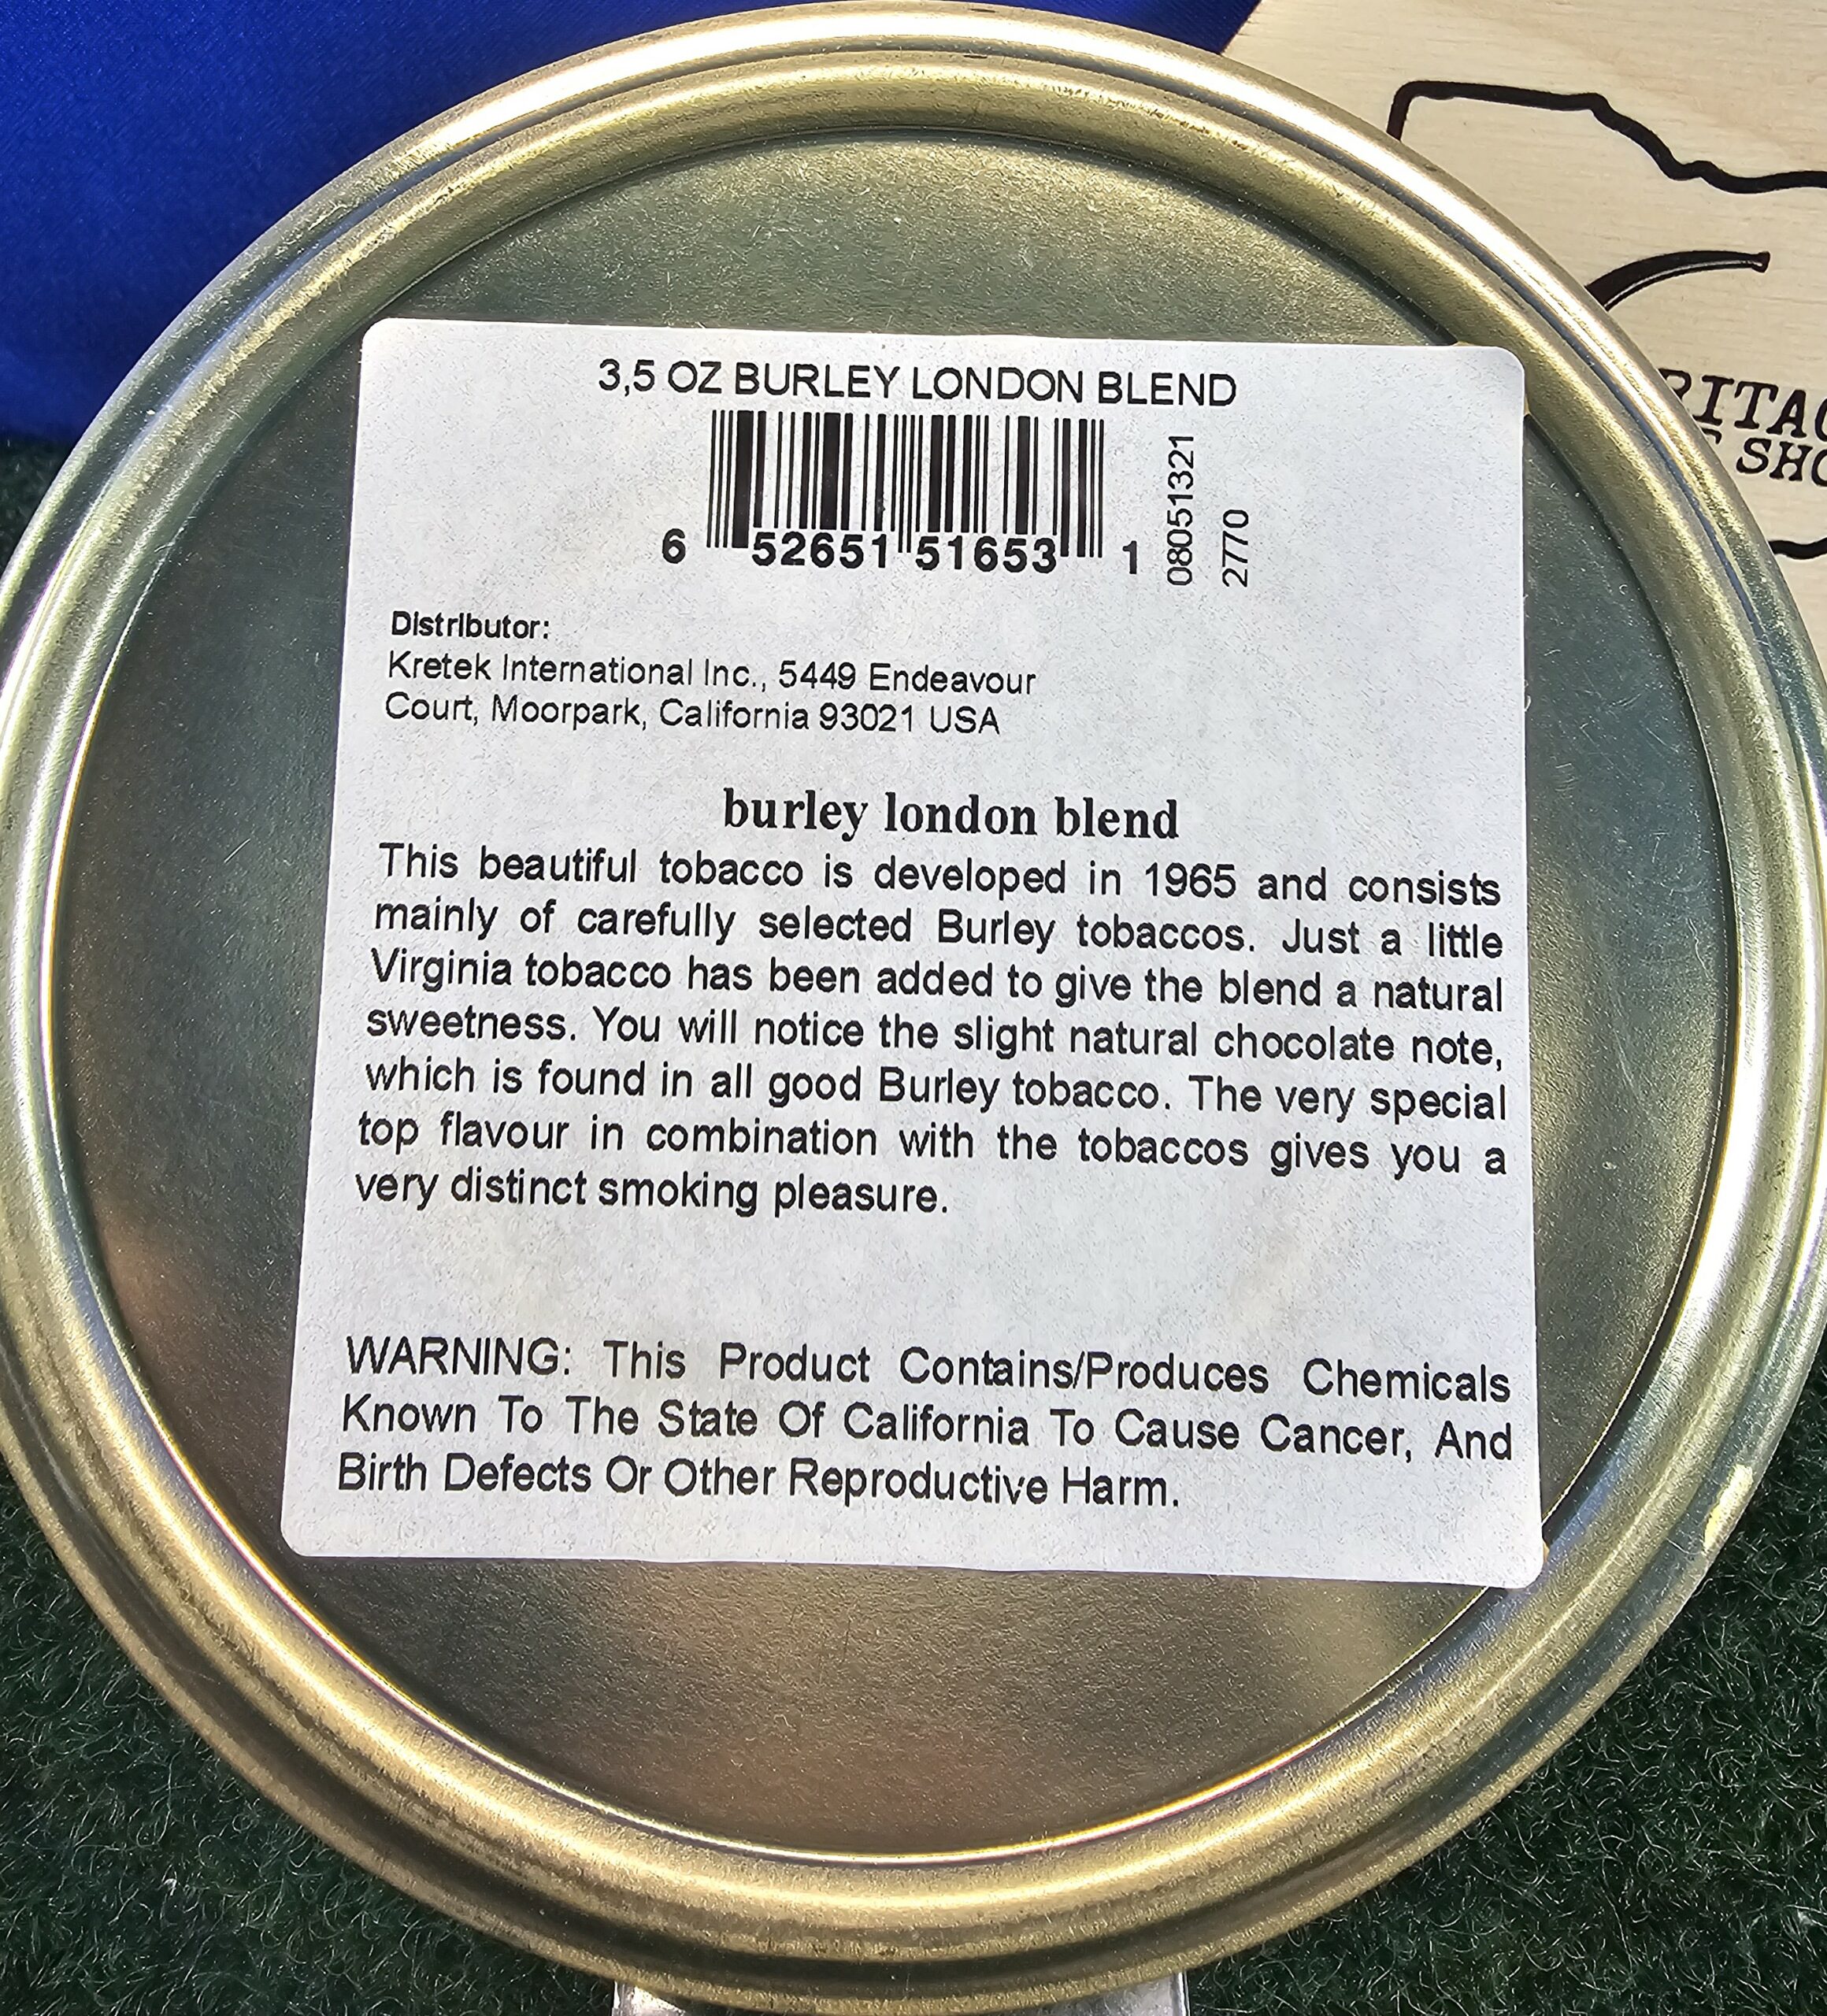 3,5 OZ BURLEY LONDON BLEND
6 52651 51653 1
08051321
2770
Distributor:
Kretek International Inc., 5449 Endeavour
Court, Moorpark, California 93021 USA
burley london blend
This beautiful tobacco is developed in 1965 and consists
mainly of carefully selected Burley tobaccos. Just a little
Virginia tobacco has been added to give the blend a natural
sweetness. You will notice the slight natural chocolate note,
which is found in all good Burley tobacco. The very special
top flavour in combination with the tobaccos gives you a
very distinct smoking pleasure.
WARNING: This Product Contains/Produces Chemicals
Known To The State Of California To Cause Cancer, And
Birth Defects Or Other Reproductive Harm.